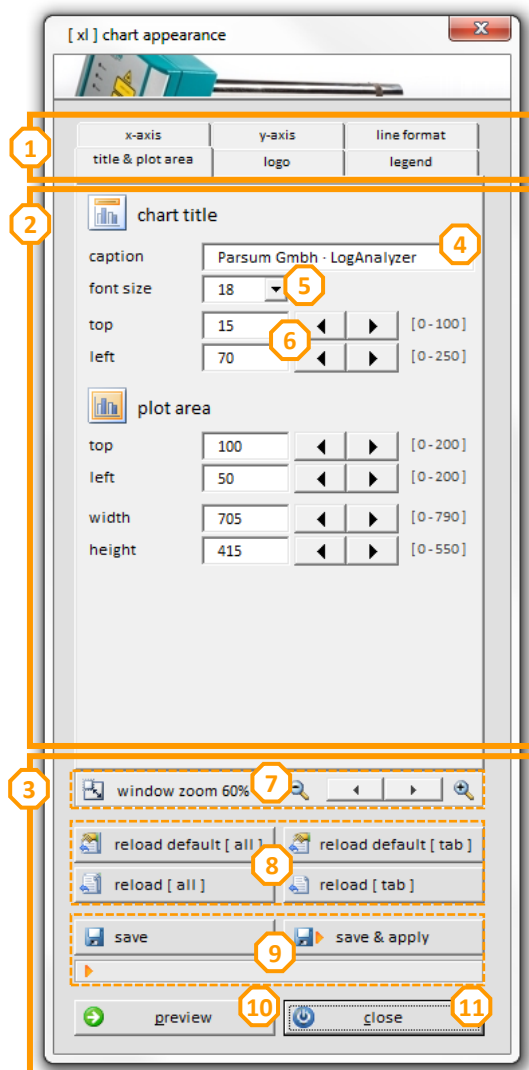 [ xl ] chart appearance
x
1
x-axis y-axis line format
title & plot area logo legend
2
chart title
caption Parsum Gmbh · LogAnalyzer 4
font size 18 5
top 15 [ 0 - 100 ]
6
left 70 [ 0 - 250 ]
plot area
top 100 [ 0 - 200 ]
left 50 [ 0 - 200 ]
width 705 [ 0 - 790 ]
height 415 [ 0 - 550 ]
3
window zoom 60% 7
reload default [ all ] reload default [ tab ]
8
reload [ all ] reload [ tab ]
save save & apply
9
preview 10 close 11